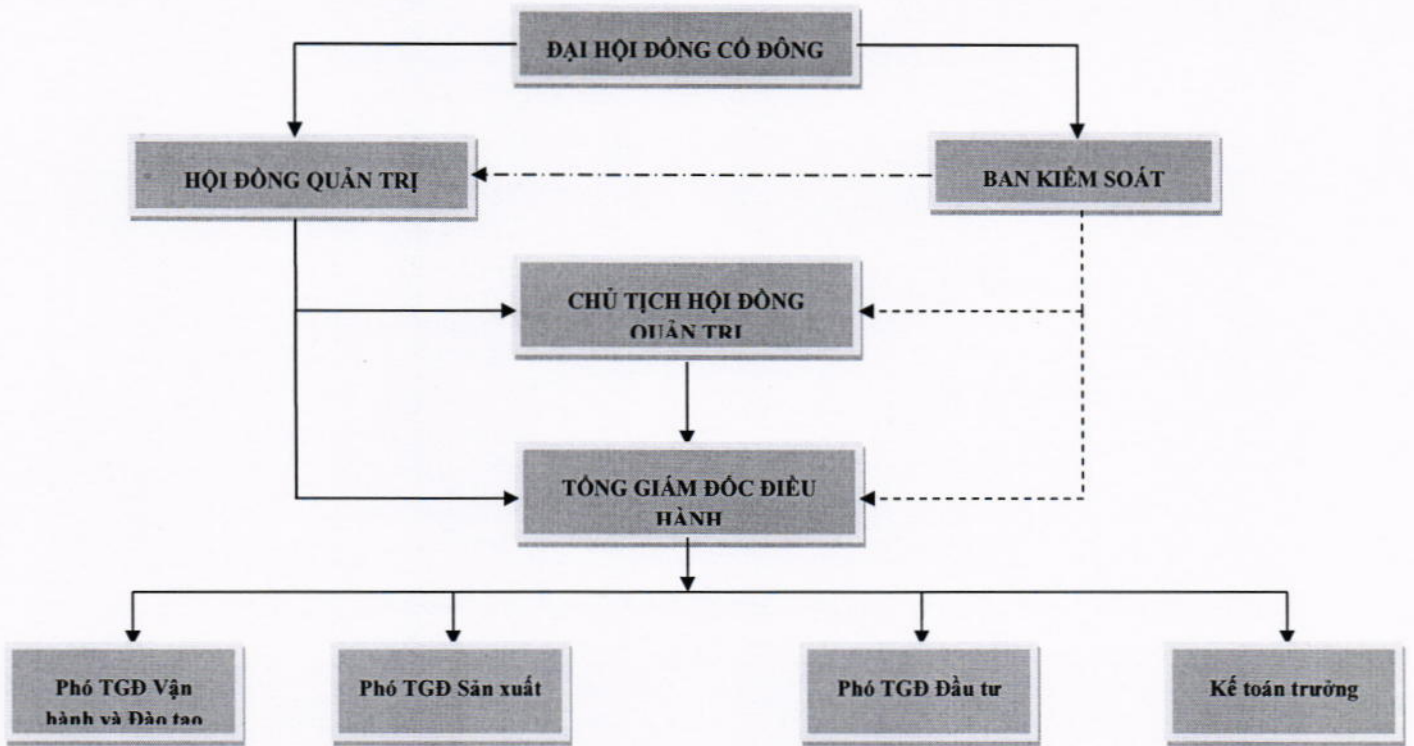 ĐẠI HỘI ĐỒNG CỔ ĐÔNG
HỘI ĐỒNG QUẢN TRỊ
BAN KIỂM SOÁT
CHỦ TỊCH HỘI ĐỒNG
QUẢN TRỊ
TỔNG GIÁM ĐỐC ĐIỀU
HÀNH
Phó TGĐ Vận
hành và Đào tạo
Phó TGĐ Sản xuất
Phó TGĐ Đầu tư
Kế toán trưởng